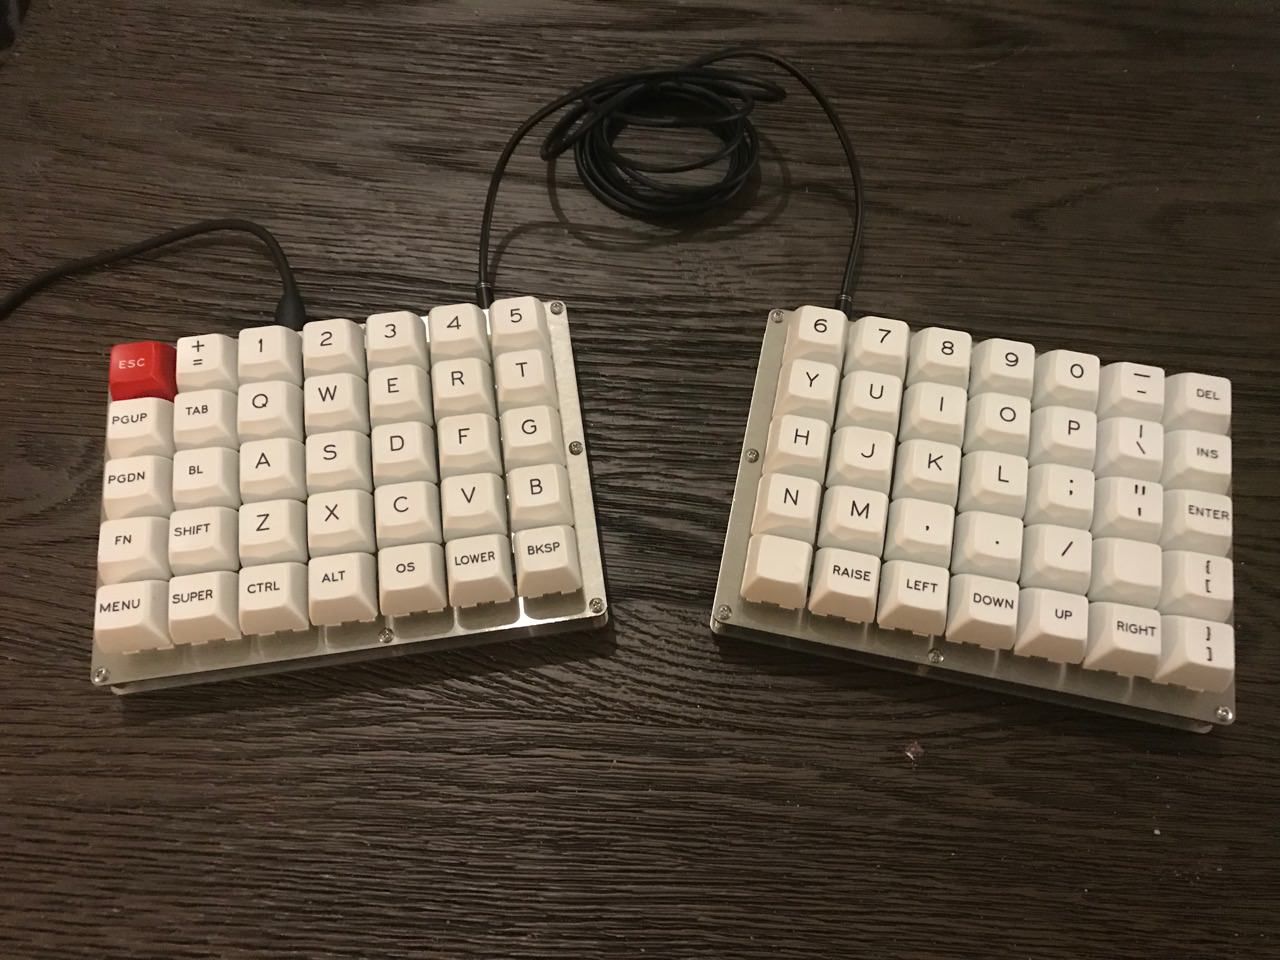 ESC + = 1 2 3 4 5
PGUP TAB Q W E R T
PGDN BL A S D F G
FN SHIFT Z X C V B
MENU SUPER CTRL ALT OS LOWER BKSP
6 7 8 9 0 — - DEL
Y U I O P | \ INS
H J K L ; " ' ENTER
N M , . / { [
RAISE LEFT DOWN UP RIGHT } ]